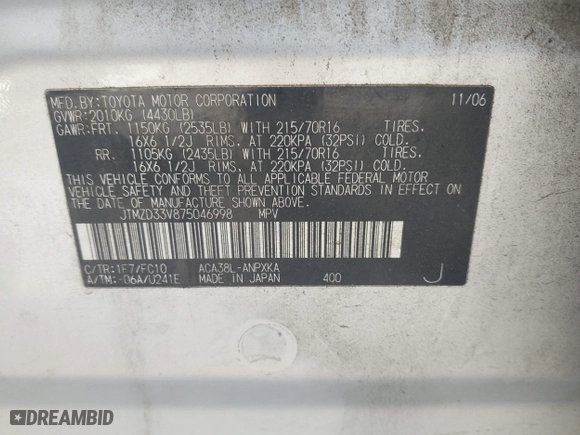 MFD.BY:TOYOTA MOTOR CORPORATION 11/06
GVWR:2010KG (4430LB)
GAWR:FRT. 1150KG (2535LB) WITH 215/70R16 TIRES.
16X6 1/2J RIMS. AT 220KPA (32PSI) COLD.
RR. 1105KG (2435LB) WITH 215/70R16 TIRES.
16X6 1/2J RIMS. AT 220KPA (32PSI) COLD.
THIS VEHICLE CONFORMS TO ALL APPLICABLE FEDERAL MOTOR
VEHICLE SAFETY AND THEFT PREVENTION STANDARDS IN EFFECT ON
THE DATE OF MANUFACTURE SHOWN ABOVE.
JTMZD33V875046998 MPV
C/TR:1F7/FC10 ACA38L-ANPXKA
A/TM:-06A/U241E MADE IN JAPAN 400 J
DREAMBID